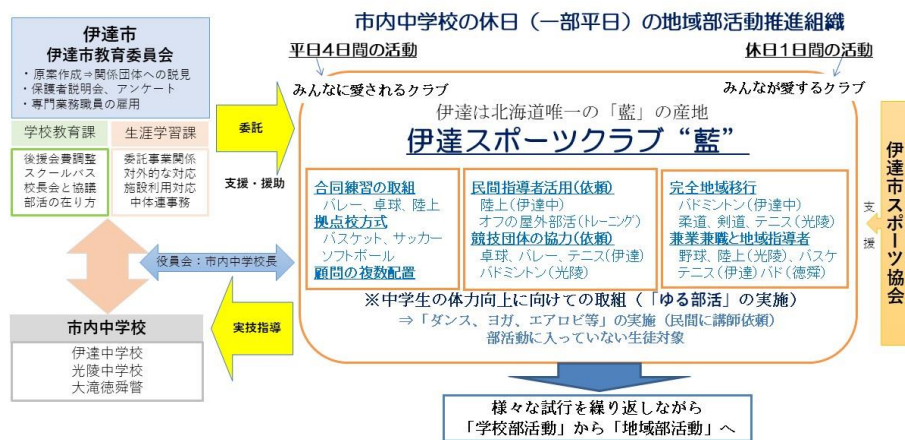 市内中学校の休日（一部平日）の地域部活動推進組織
伊達市
伊達市教育委員会
・原案作成⇒関係団体への説見
・保護者説明会、アンケート
・専門業務職員の雇用
学校教育課
後援会費調整
スクールバス
校長会と協議
部活の在り方
生涯学習課
委託事業関係
対外的な対応
施設利用対応
中体連事務
委託
支援・援助
役員会：市内中学校長
実技指導
市内中学校
伊達中学校
光陵中学校
大滝徳舜瞥
平日4日間の活動
休日1日間の活動
みんなに愛されるクラブ
みんなが愛するクラブ
伊達は北海道唯一の「藍」の産地
伊達スポーツクラブ“藍”
合同練習の取組
バレー、卓球、陸上
拠点校方式
バスケット、サッカー
ソフトボール
顧問の複数配置
民間指導者活用(依頼)
陸上(伊達中)
オフの屋外部活(トレーニング)
競技団体の協力(依頼)
卓球、バレー、テニス(伊達)
バドミントン(光陵)
完全地域移行
バドミントン(伊達中)
柔道、剣道、テニス(光陵)
兼業兼職と地域指導者
野球、陸上(光陵)、バスケ
テニス(伊達)バド(徳舜)
※中学生の体力向上に向けての取組（「ゆる部活」の実施）
⇒「ダンス、ヨガ、エアロビ等」の実施（民間に講師依頼）
部活動に入っていない生徒対象
支援
伊達市スポーツ協会
様々な試行を繰り返しながら
「学校部活動」から「地域部活動」へ